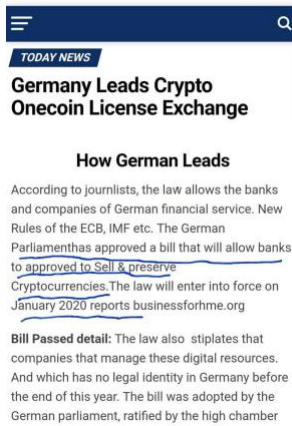 TODAY NEWS
Germany Leads Crypto
Onecoin License Exchange
How German Leads
According to journlists, the law allows the banks
and companies of German financial service. New
Rules of the ECB, IMF etc. The German
Parliamenthas approved a bill that will allow banks
to approved to Sell & preserve
Cryptocurrencies.The law will enter into force on
January 2020 reports businessforhme.org
Bill Passed detail: The law also stiplates that
companies that manage these digital resources.
And which has no legal identity in Germany before
the end of this year. The bill was adopted by the
German parliament, ratified by the high chamber